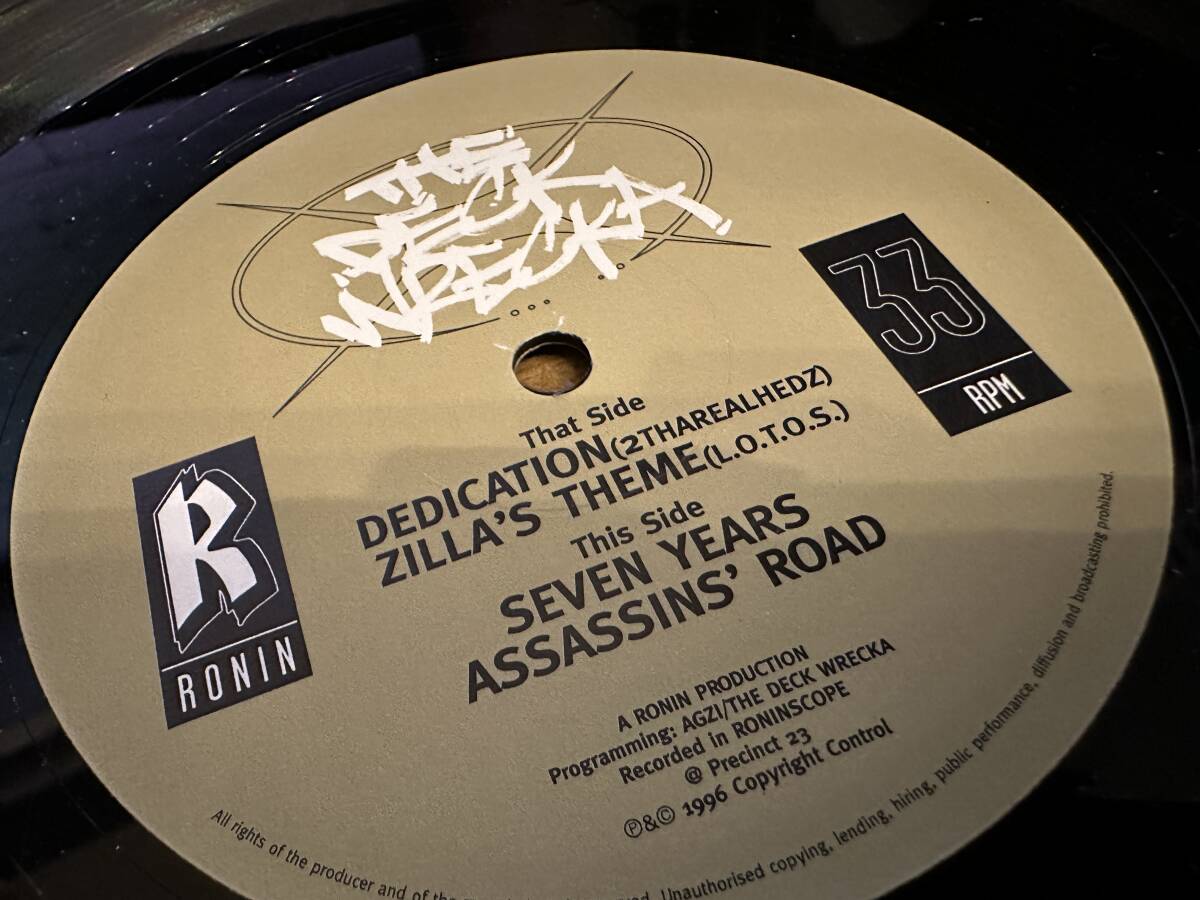 THE
DECK
WRECKA
33
RPM
R
RONIN
That Side
DEDICATION(2THAREALHEDZ)
ZILLA'S THEME(L.O.T.O.S.)
This Side
SEVEN YEARS
ASSASSINS' ROAD
A RONIN PRODUCTION
Programming: AGZI/THE DECK WRECKA
Recorded in RONINSCOPE
@ Precinct 23
℗&© 1996 Copyright Control
All rights of the producer and of the
Unauthorised copying, lending, hiring, public performance, diffusion and broadcasting prohibited.